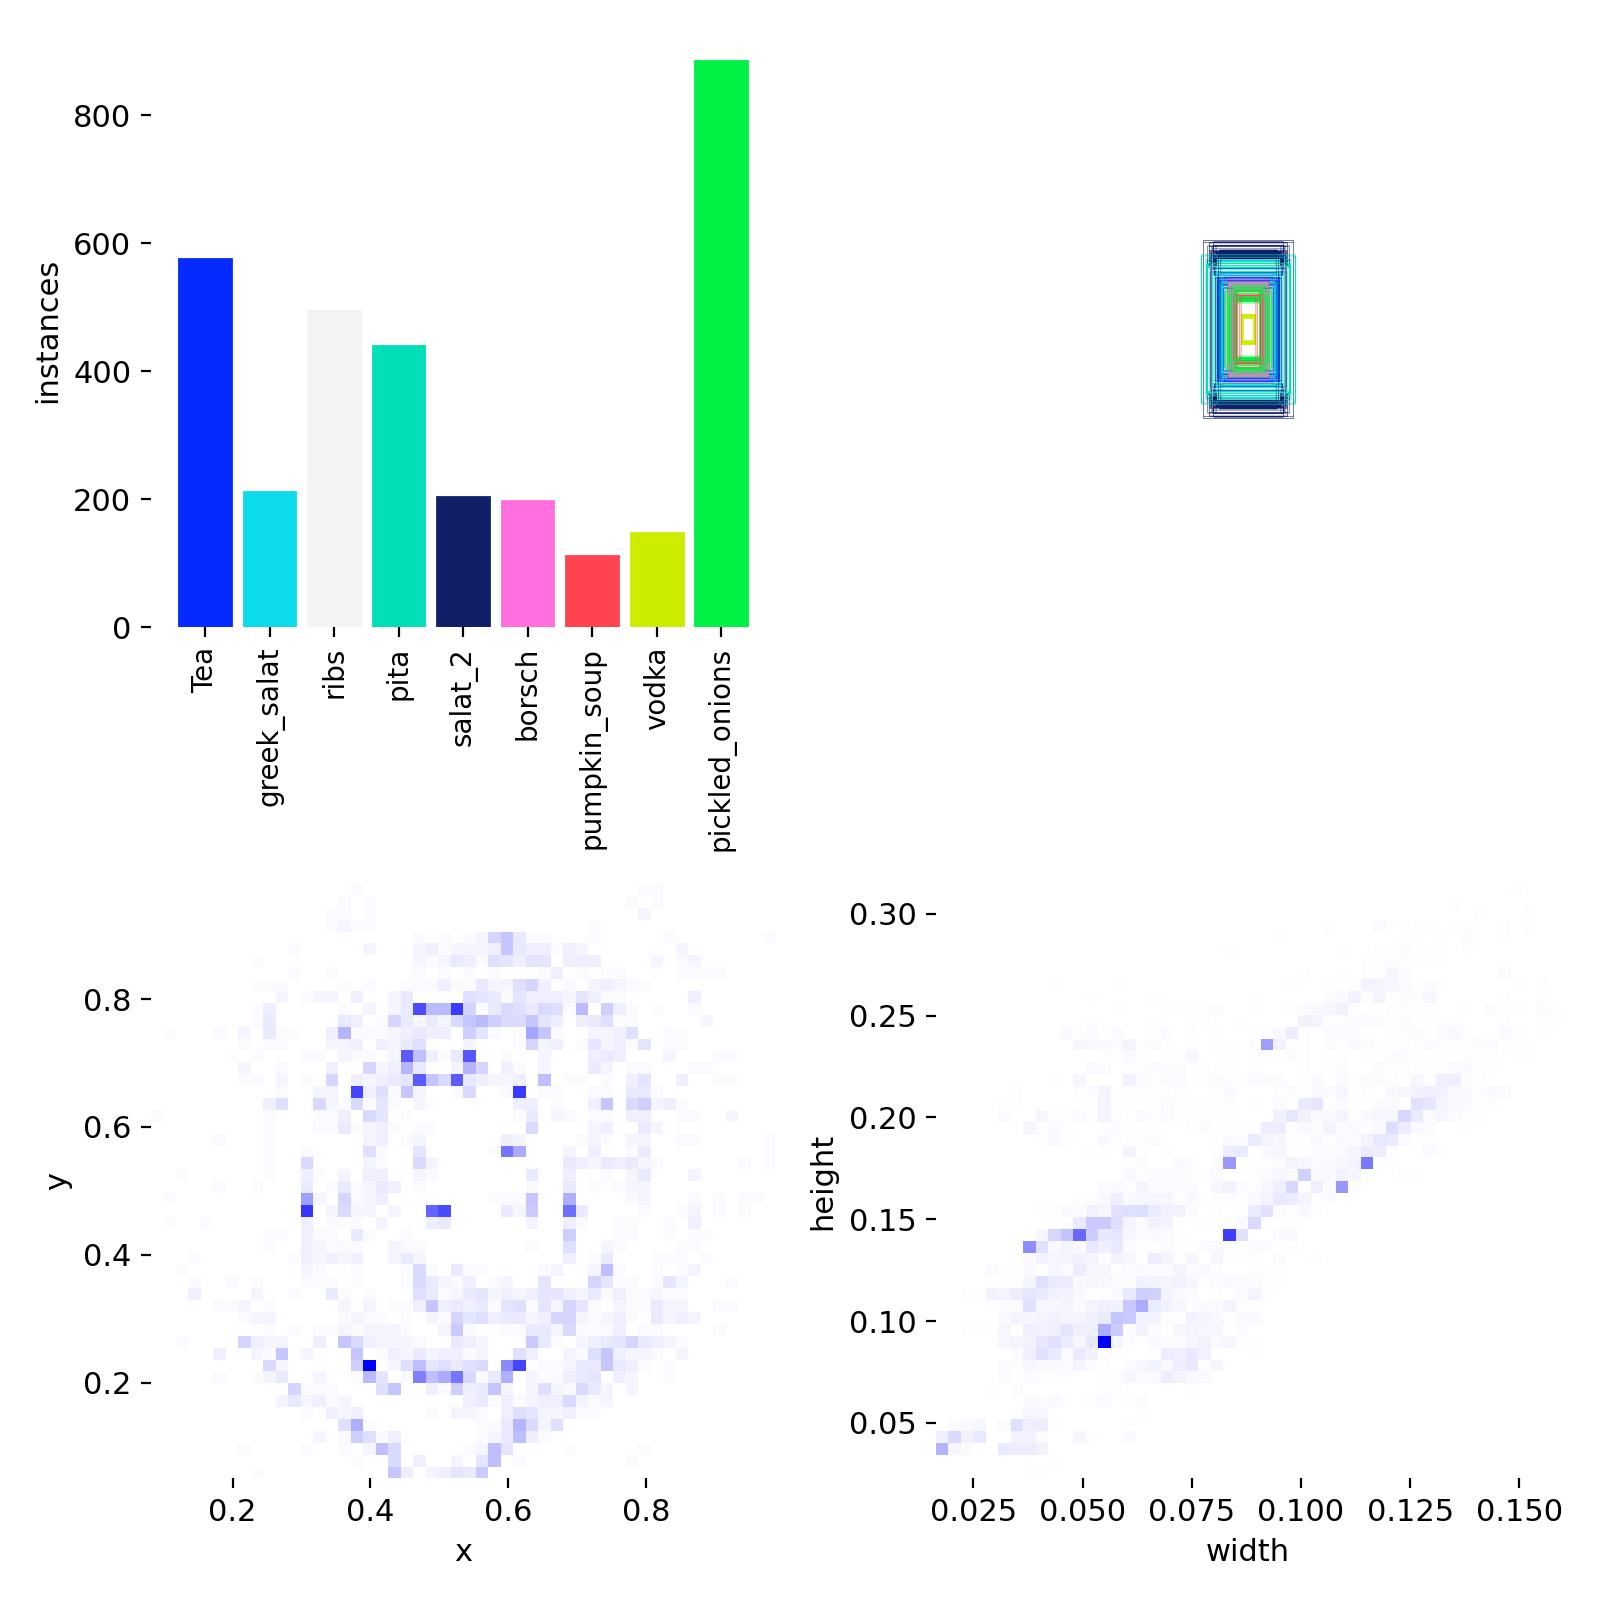 instances
800
600
400
200
0
Tea
greek_salat
ribs
pita
salat_2
borsch
pumpkin_soup
vodka
pickled_onions
y
0.8
0.6
0.4
0.2
0.2 0.4 0.6 0.8
x
height
0.30
0.25
0.20
0.15
0.10
0.05
0.025 0.050 0.075 0.100 0.125 0.150
width